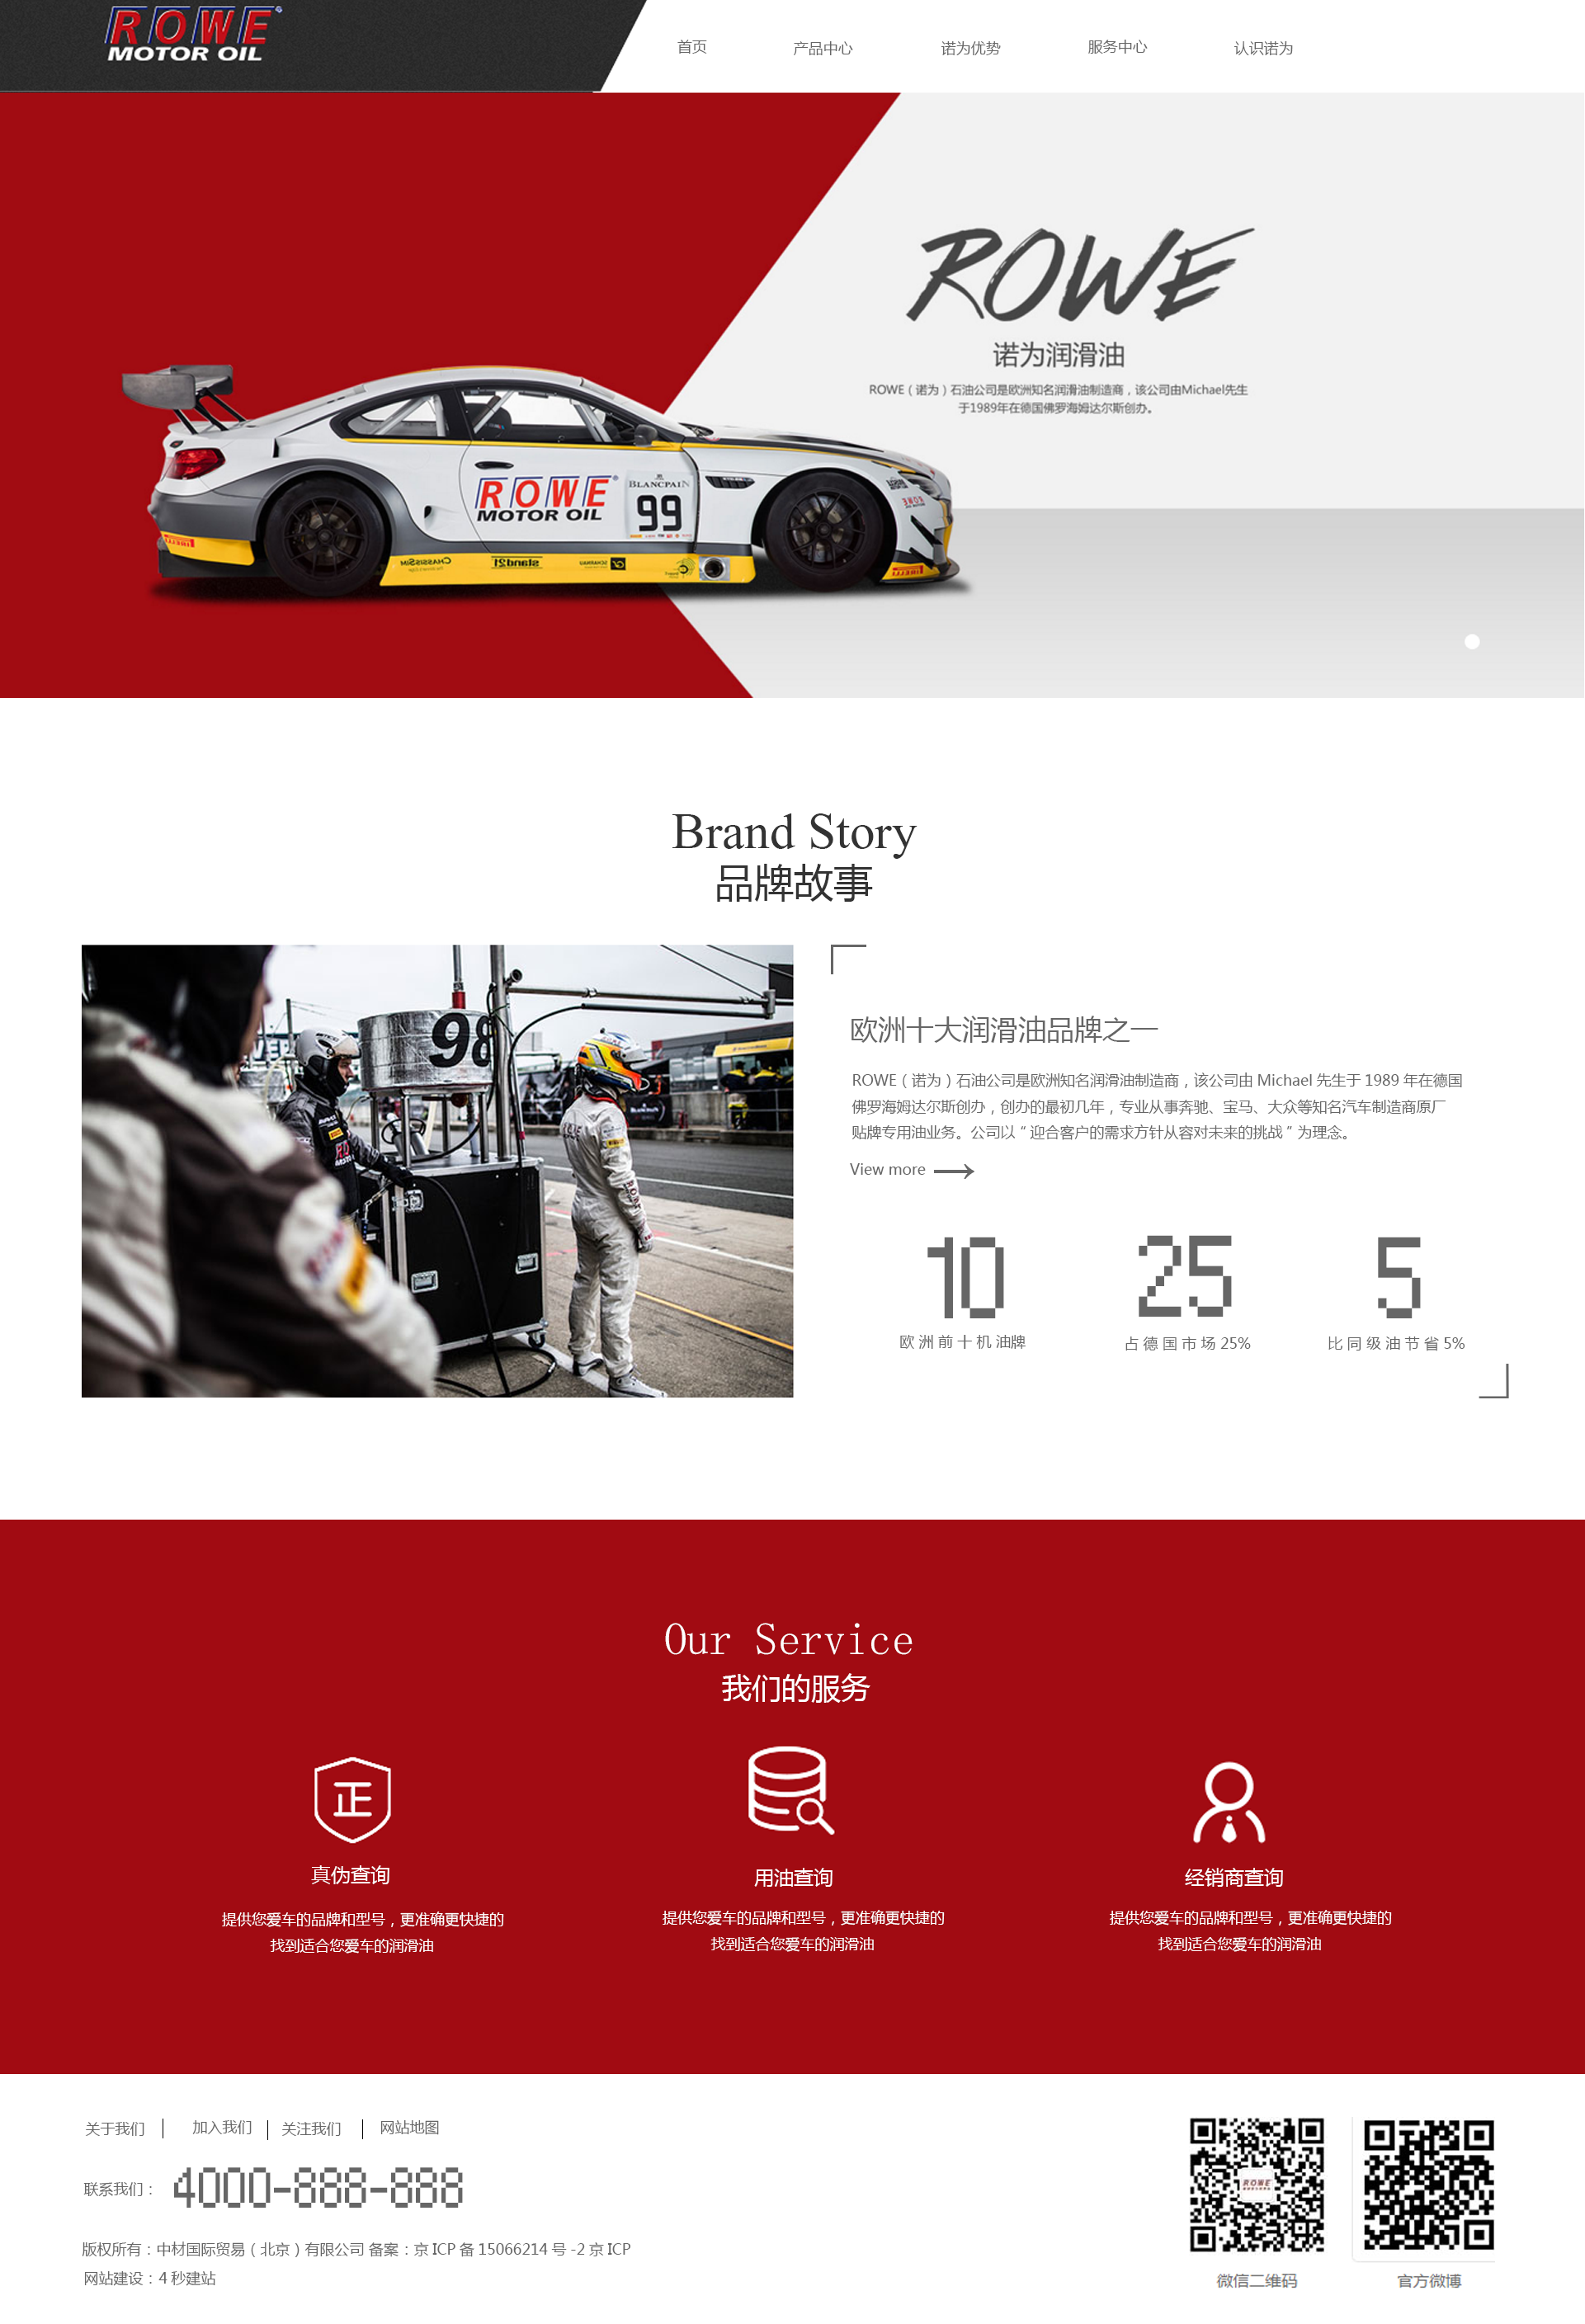 ROWE
MOTOR OIL
首页
产品中心
诺为优势
服务中心
认识诺为
ROWE
诺为润滑油
ROWE（诺为）石油公司是欧洲知名润滑油制造商，该公司由Michael先生
于1989年在德国佛罗海姆达尔斯创办。
ROWE
MOTOR OIL
BLANCPAIN
99
PIRELLI
PIRELLI
Brand Story
品牌故事
98
欧洲十大润滑油品牌之一
ROWE（诺为）石油公司是欧洲知名润滑油制造商，该公司由 Michael 先生于 1989 年在德国
佛罗海姆达尔斯创办，创办的最初几年，专业从事奔驰、宝马、大众等知名汽车制造商原厂
贴牌专用油业务。公司以 " 迎合客户的需求方针从容对未来的挑战 " 为理念。
View more
10
25
5
欧 洲 前 十 机 油牌
占 德 国 市 场 25%
比 同 级 油 节 省 5%
Our Service
我们的服务
正
真伪查询
提供您爱车的品牌和型号，更准确更快捷的
找到适合您爱车的润滑油
用油查询
提供您爱车的品牌和型号，更准确更快捷的
找到适合您爱车的润滑油
经销商查询
提供您爱车的品牌和型号，更准确更快捷的
找到适合您爱车的润滑油
关于我们
加入我们
关注我们
网站地图
联系我们：
4000-888-888
版权所有：中材国际贸易（北京）有限公司 备案：京 ICP 备 15066214 号 -2 京 ICP
网站建设：4 秒建站
ROWE
微信二维码
官方微博